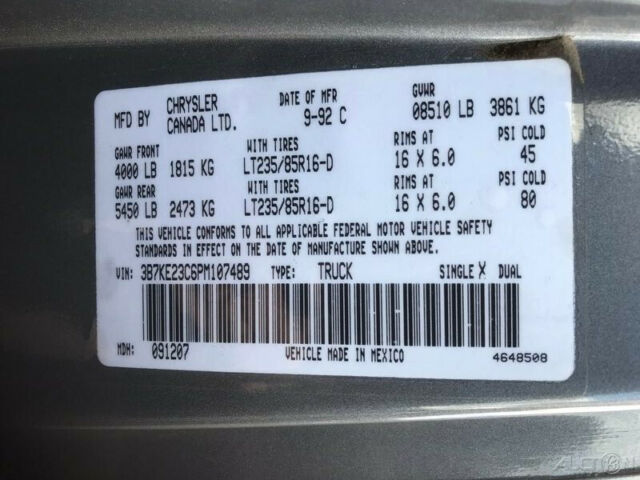 MFD BY CHRYSLER CANADA LTD. DATE OF MFR 9-92 C GVWR 08510 LB 3861 KG
GAWR FRONT WITH TIRES RIMS AT PSI COLD
4000 LB 1815 KG LT235/85R16-D 16 X 6.0 45
GAWR REAR WITH TIRES RIMS AT PSI COLD
5450 LB 2473 KG LT235/85R16-D 16 X 6.0 80
THIS VEHICLE CONFORMS TO ALL APPLICABLE FEDERAL MOTOR VEHICLE SAFETY
STANDARDS IN EFFECT ON THE DATE OF MANUFACTURE SHOWN ABOVE.
VIN: 3B7KE23C6PM107489 TYPE: TRUCK SINGLE X DUAL
MDH: 091207 VEHICLE MADE IN MEXICO 4648508